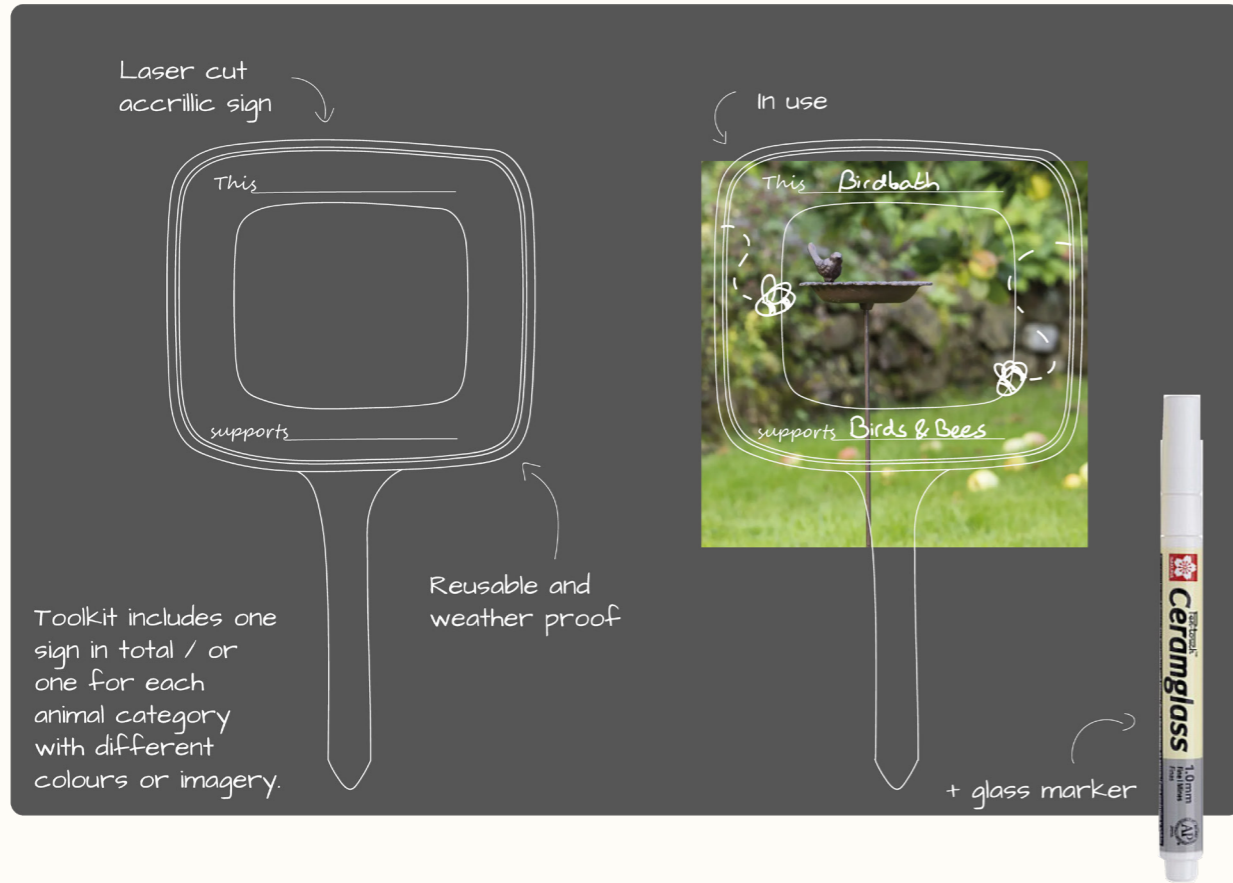 Laser cut
accrillic sign
In use
This
This Birdbath
supports
supports Birds & Bees
Reusable and
weather proof
Toolkit includes one
sign in total / or
one for each
animal category
with different
colours or imagery.
+ glass marker
Ceramglass
1.0mm
AP